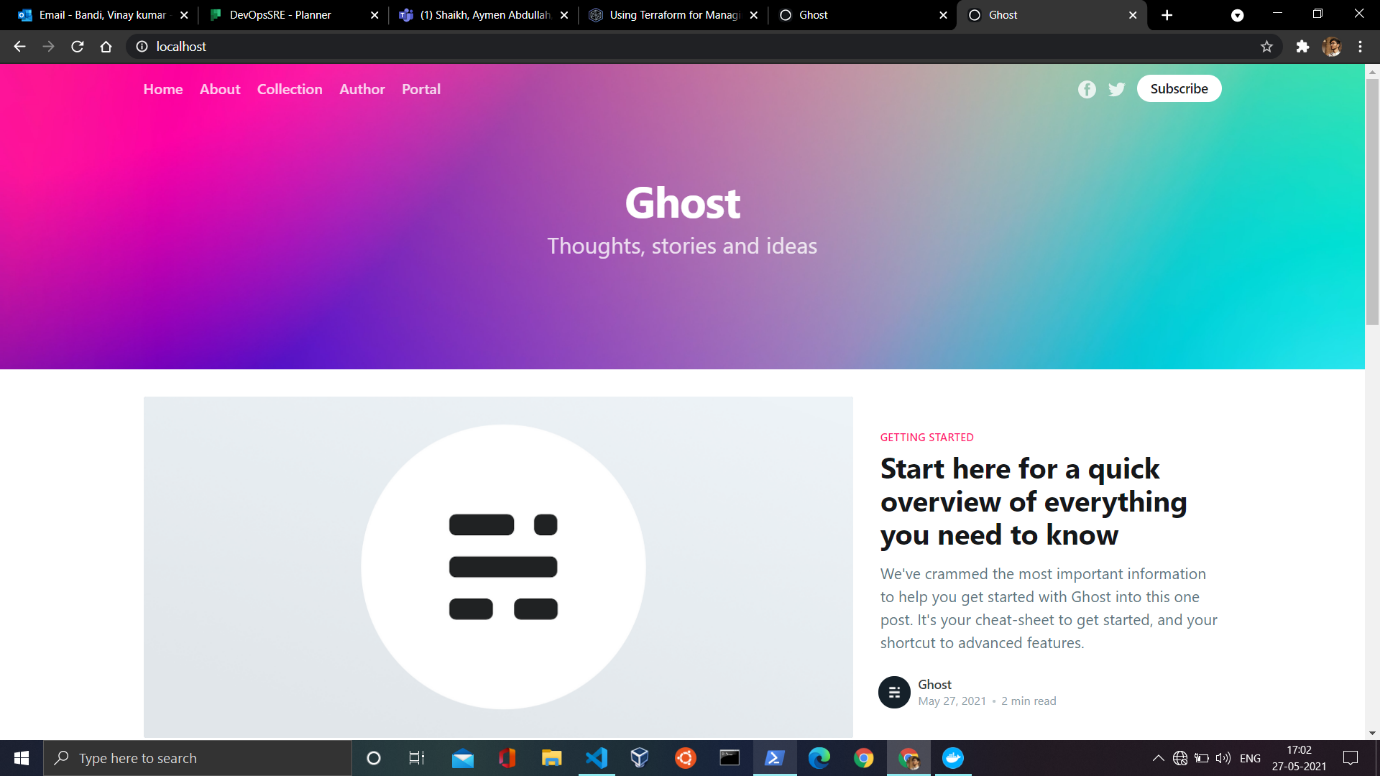 Email - Bandi, Vinay kumar -
DevOpsSRE - Planner
(1) Shaikh, Aymen Abdullah,
Using Terraform for Manag
Ghost
Ghost
localhost
Home About Collection Author Portal
Subscribe
Ghost
Thoughts, stories and ideas
GETTING STARTED
Start here for a quick
overview of everything
you need to know
We've crammed the most important information
to help you get started with Ghost into this one
post. It's your cheat-sheet to get started, and your
shortcut to advanced features.
Ghost
May 27, 2021 • 2 min read
Type here to search
ENG
17:02
27-05-2021